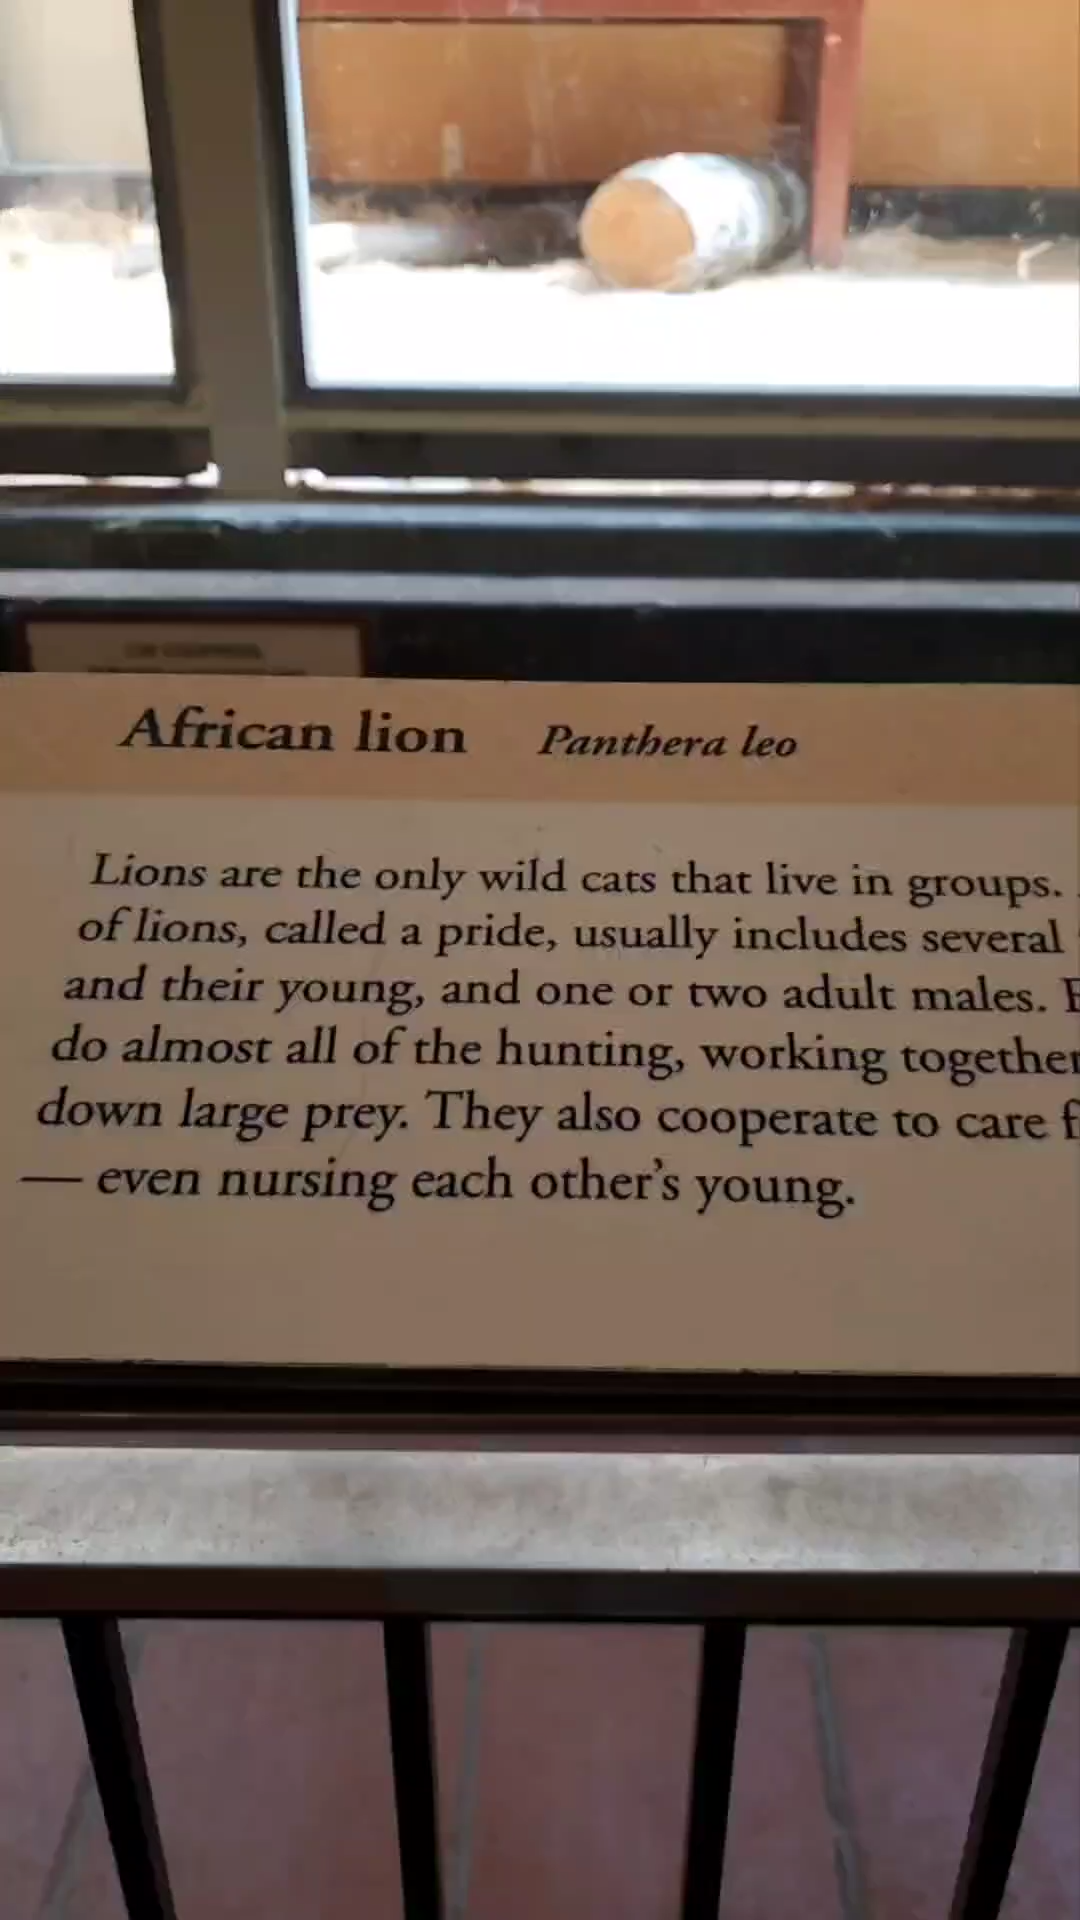 African lion Panthera leo
Lions are the only wild cats that live in groups.
of lions, called a pride, usually includes several
and their young, and one or two adult males.
do almost all of the hunting, working together
down large prey. They also cooperate to care
— even nursing each other's young.